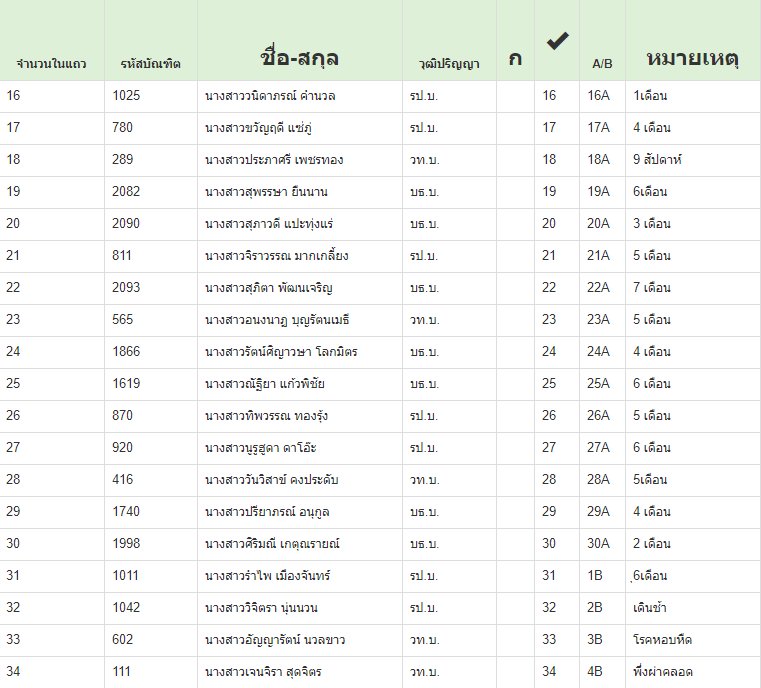 จำนวนในแถว รหัสบัณฑิต ชื่อ-สกุล วุฒิปริญญา ก ✔ A/B หมายเหตุ
16 1025 นางสาววนิดาภรณ์ คำนวล รป.บ. 16 16A 1เดือน
17 780 นางสาวขวัญฤดี แซ่ภู่ รป.บ. 17 17A 4 เดือน
18 289 นางสาวประภาศรี เพชรทอง วท.บ. 18 18A 9 สัปดาห์
19 2082 นางสาวสุพรรษา ยืนนาน บธ.บ. 19 19A 6เดือน
20 2090 นางสาวสุภาวดี แปะทุ่งแร่ บธ.บ. 20 20A 3 เดือน
21 811 นางสาวจิราวรรณ มากเกลี้ยง รป.บ. 21 21A 5 เดือน
22 2093 นางสาวสุภิตา พัฒนเจริญ บธ.บ. 22 22A 7 เดือน
23 565 นางสาวอนงนาฎ บุญรัตนเมธี วท.บ. 23 23A 5 เดือน
24 1866 นางสาวรัตน์ศิญาวษา โลกมิตร บธ.บ. 24 24A 4 เดือน
25 1619 นางสาวณัฐิยา แก้วพิชัย บธ.บ. 25 25A 6 เดือน
26 870 นางสาวทิพวรรณ ทองรุ้ง รป.บ. 26 26A 5 เดือน
27 920 นางสาวนูรูฮูดา ดาโอ๊ะ รป.บ. 27 27A 6 เดือน
28 416 นางสาววันวิสาข์ คงประดับ วท.บ. 28 28A 5เดือน
29 1740 นางสาวปรียาภรณ์ อนุกูล บธ.บ. 29 29A 4 เดือน
30 1998 นางสาวศิริมณี เกตุณรายณ์ บธ.บ. 30 30A 2 เดือน
31 1011 นางสาวรำไพ เมืองจันทร์ รป.บ. 31 1B ุ6เดือน
32 1042 นางสาววิจิตรา นุ่นนวน รป.บ. 32 2B เดินช้า
33 602 นางสาวอัญญารัตน์ นวลขาว วท.บ. 33 3B โรคหอบหืด
34 111 นางสาวเจนจิรา สุดจิตร วท.บ. 34 4B พึ่งผ่าคลอด